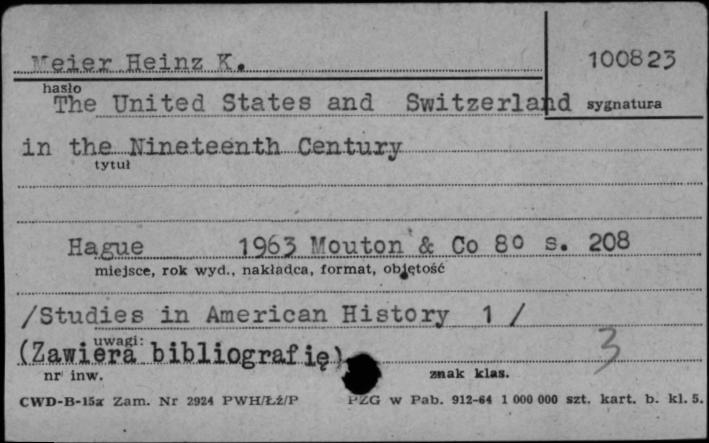 Meier Heinz K. 100823
hasło
The United States and Switzerland sygnatura
in the Nineteenth Century
tytuł
Hague 1963 Mouton & Co 8o s. 208
miejsce, rok wyd., nakładca, format, objętość
/Studies in American History 1 /
uwagi:
(Zawiera bibliografię) 3
nr inw. znak klas.
CWD-B-15a Zam. Nr 2924 PWH/Łź/P PZG w Pab. 912-64 1 000 000 szt. kart. b. kl. 5.